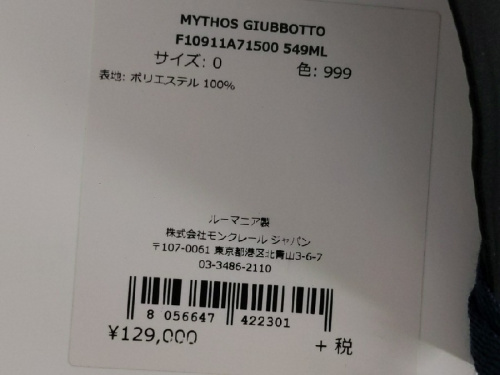 MYTHOS GIUBBOTTO
F10911A71500 549ML
サイズ: 0 色: 999
表地: ポリエステル 100%
ルーマニア製
株式会社モンクレール ジャパン
〒107-0061 東京都港区北青山3-6-7
03-3486-2110
8 056647 422301
¥129,000 + 税